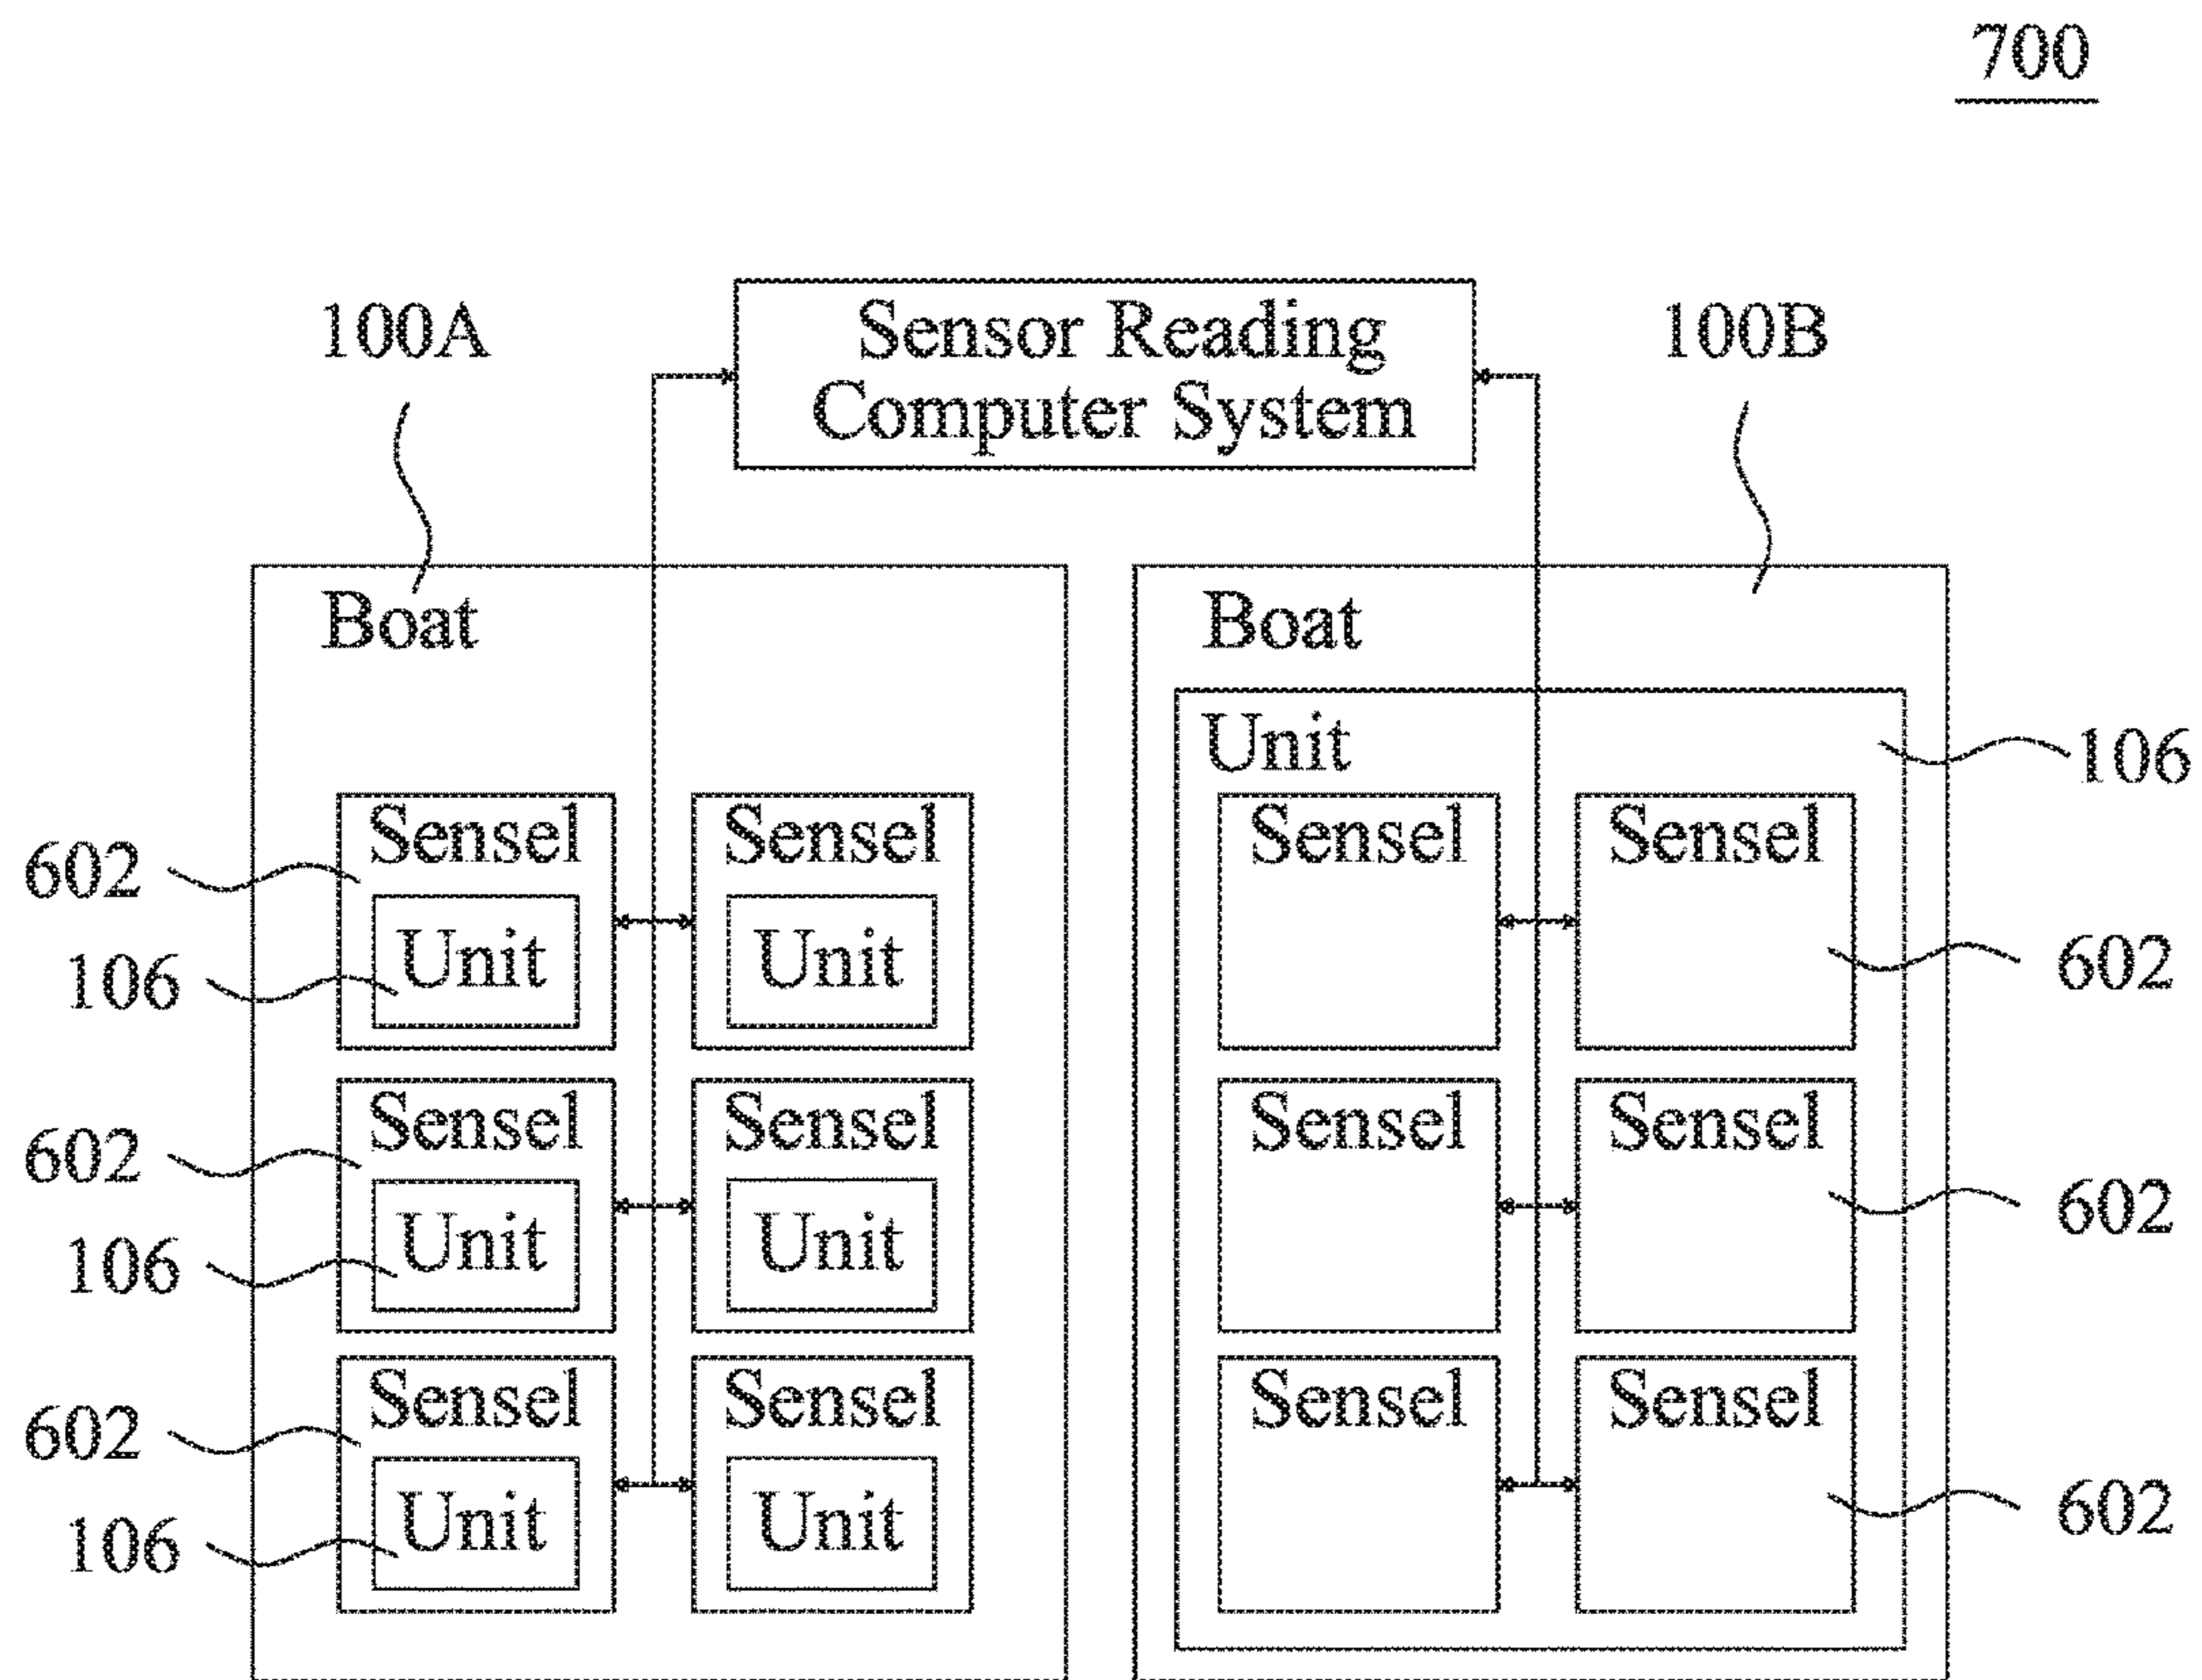 700
100A
Sensor Reading
Computer System
100B
Boat
Boat
Unit
106
Sensel
Sensel
Sensel
Sensel
602
Unit
Unit
602
106
Sensel
Sensel
Sensel
Sensel
602
Unit
Unit
602
106
Sensel
Sensel
Sensel
Sensel
602
Unit
Unit
602
106